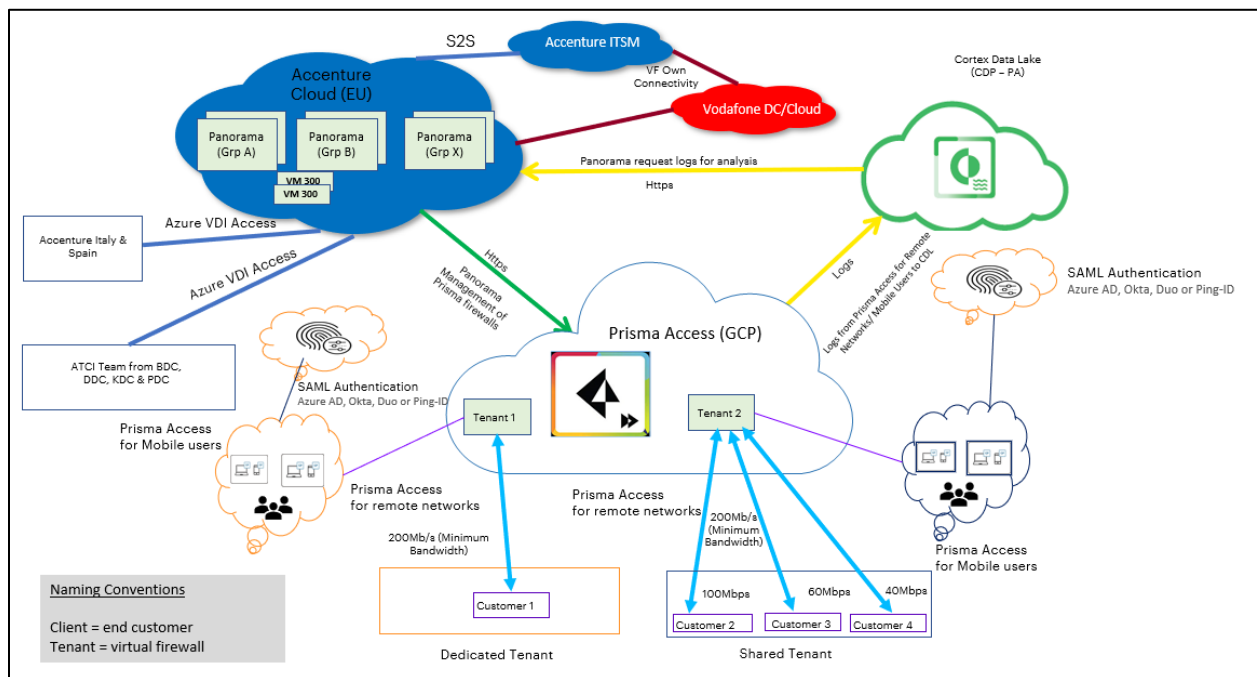 S2S
Accenture ITSM
Accenture
Cloud (EU)
VF Own
Connectivity
Cortex Data Lake
(CDP – PA)
Vodafone DC/Cloud
Panorama
(Grp A)
Panorama
(Grp B)
Panorama
(Grp X)
VM 300
VM 300
Panorama request logs for analysis
Https
Azure VDI Access
Accenture Italy &
Spain
Azure VDI Access
Https
Panorama
Management of
Prisma firewalls
Logs
Logs from Prisma Access for Remote
Networks/ Mobile Users to CDL
SAML Authentication
Azure AD, Okta, Duo or Ping-ID
Prisma Access (GCP)
ATCI Team from BDC,
DDC, KDC & PDC
SAML Authentication
Azure AD, Okta, Duo or Ping-ID
Tenant 1
Tenant 2
Prisma Access
for Mobile users
Prisma Access
for remote networks
Prisma Access
for remote networks
200Mb/s (Minimum
Bandwidth)
200Mb/s
(Minimum
Bandwidth)
Prisma Access
for Mobile users
Naming Conventions
Client = end customer
Tenant = virtual firewall
100Mbps
60Mbps
40Mbps
Customer 1
Customer 2
Customer 3
Customer 4
Dedicated Tenant
Shared Tenant